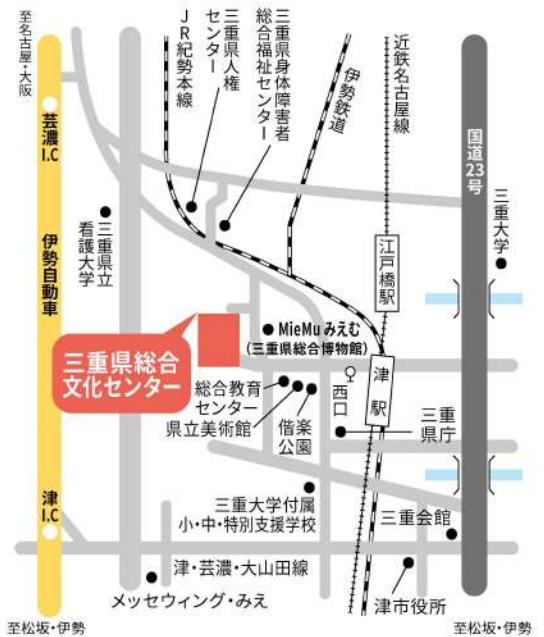 至名古屋・大阪
芸濃
I.C
伊勢自動車
津
I.C
至松坂・伊勢
三重県立
看護大学
JR紀勢本線
三重県人権
センター
三重県身体障害者
総合福祉センター
伊勢鉄道
近鉄名古屋線
国道23号
三重大学
江戸橋駅
MieMu みえむ
(三重県総合博物館)
三重県総合
文化センター
総合教育
センター
県立美術館
偕楽
公園
西口
津駅
三重
県庁
三重大学付属
小・中・特別支援学校
三重会館
津・芸濃・大山田線
メッセウィング・みえ
津市役所
至松坂・伊勢